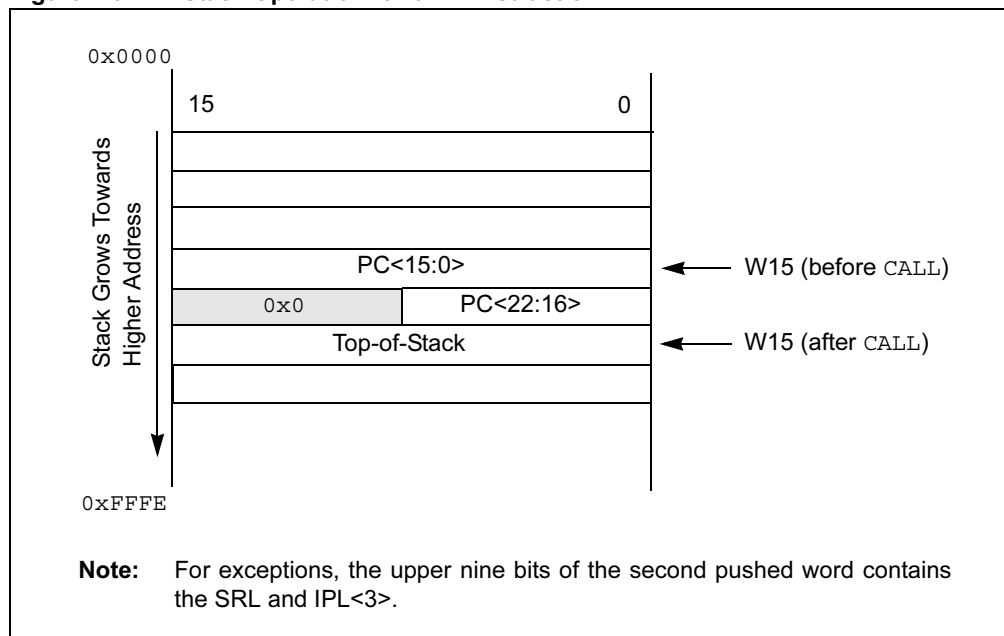 0x0000
15 0
Stack Grows Towards
Higher Address
PC<15:0>
W15 (before CALL)
0x0
PC<22:16>
Top-of-Stack
W15 (after CALL)
0xFFFE
Note: For exceptions, the upper nine bits of the second pushed word contains
the SRL and IPL<3>.